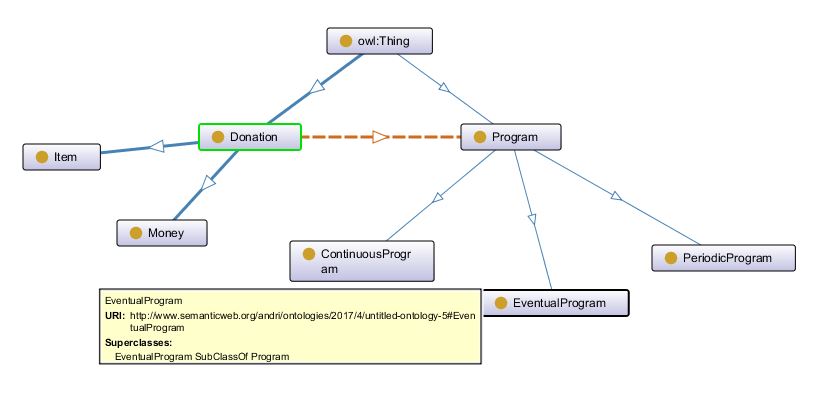 owl:Thing
Donation
Program
Item
Money
ContinuousProgr
am
PeriodicProgram
EventualProgram
EventualProgram
URI: http://www.semanticweb.org/andri/ontologies/2017/4/untitled-ontology-5#Even
tualProgram
Superclasses:
EventualProgram SubClassOf Program